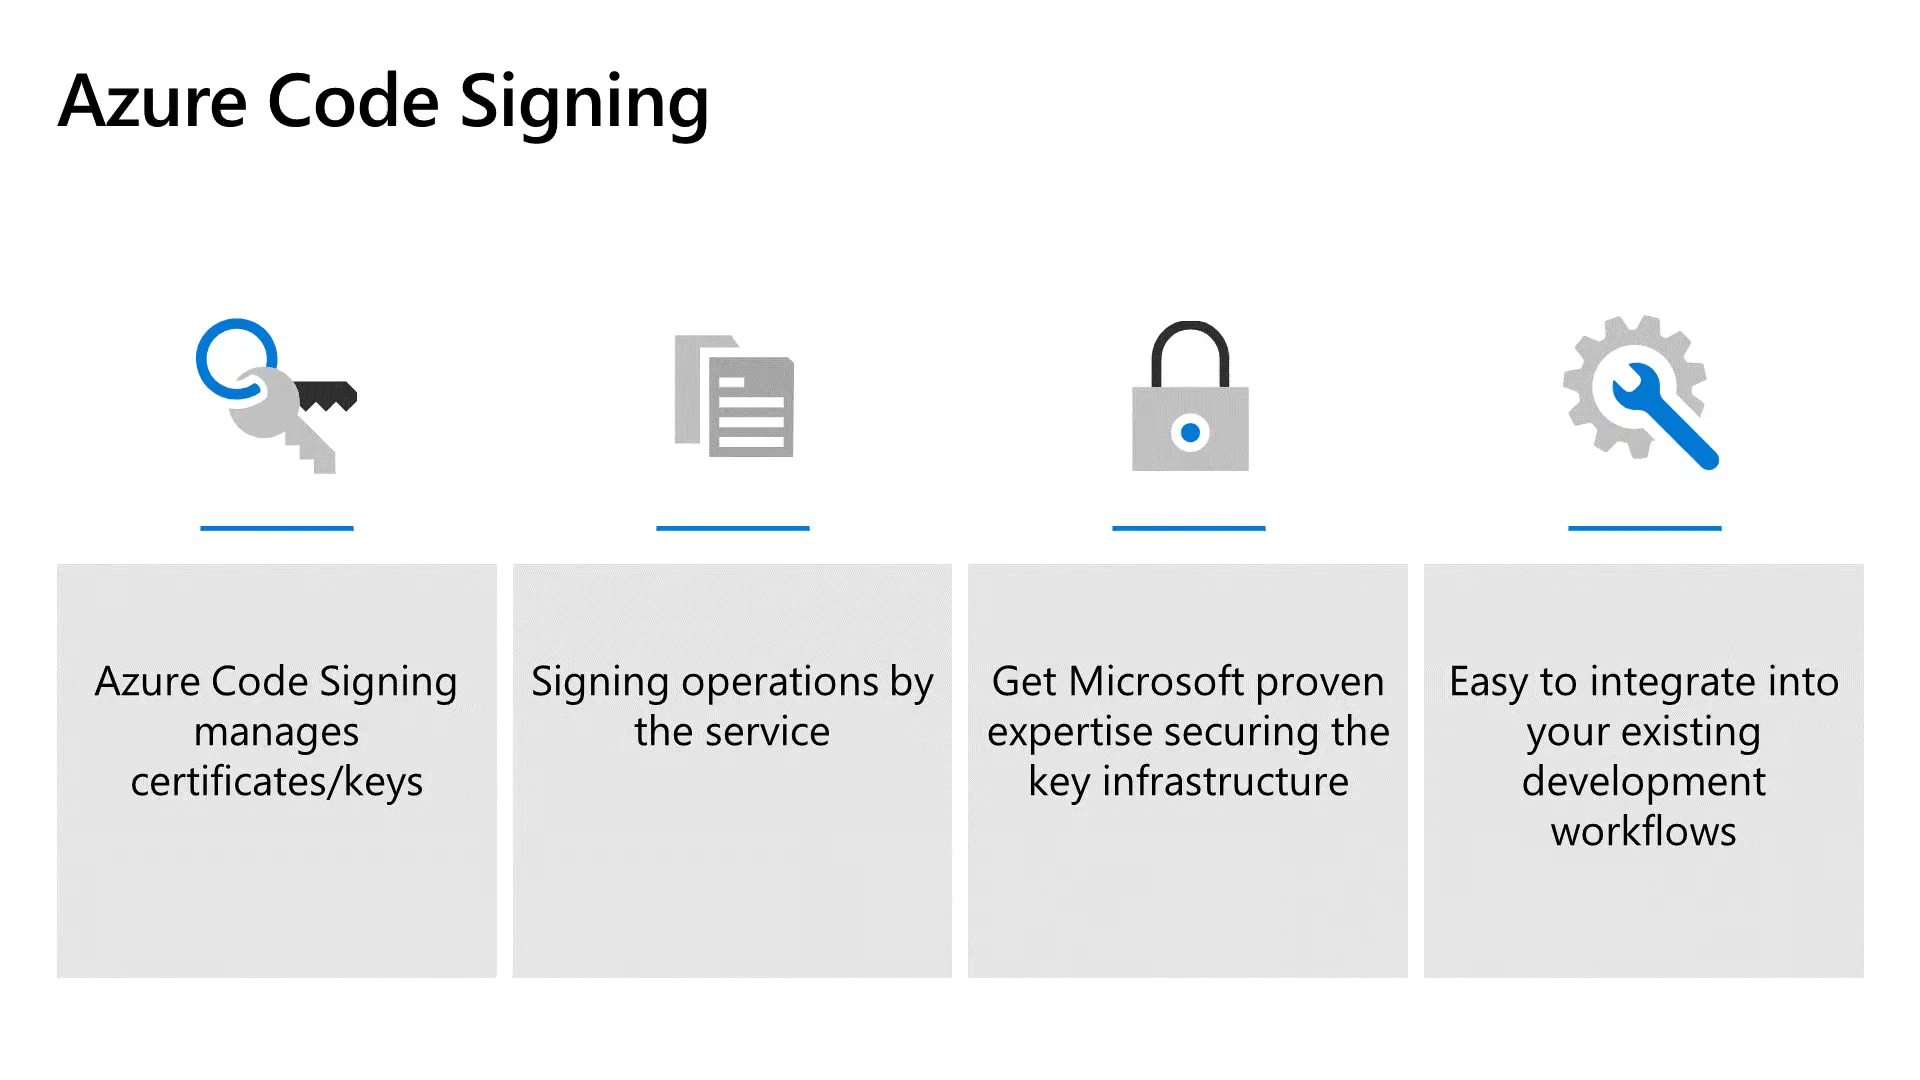 Azure Code Signing
Azure Code Signing
manages
certificates/keys
Signing operations by
the service
Get Microsoft proven
expertise securing the
key infrastructure
Easy to integrate into
your existing
development
workflows